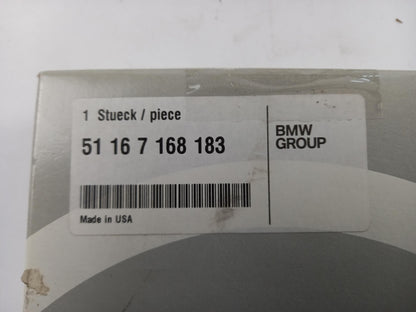 1 Stueck / piece
51 16 7 168 183
BMW
GROUP
Made in USA